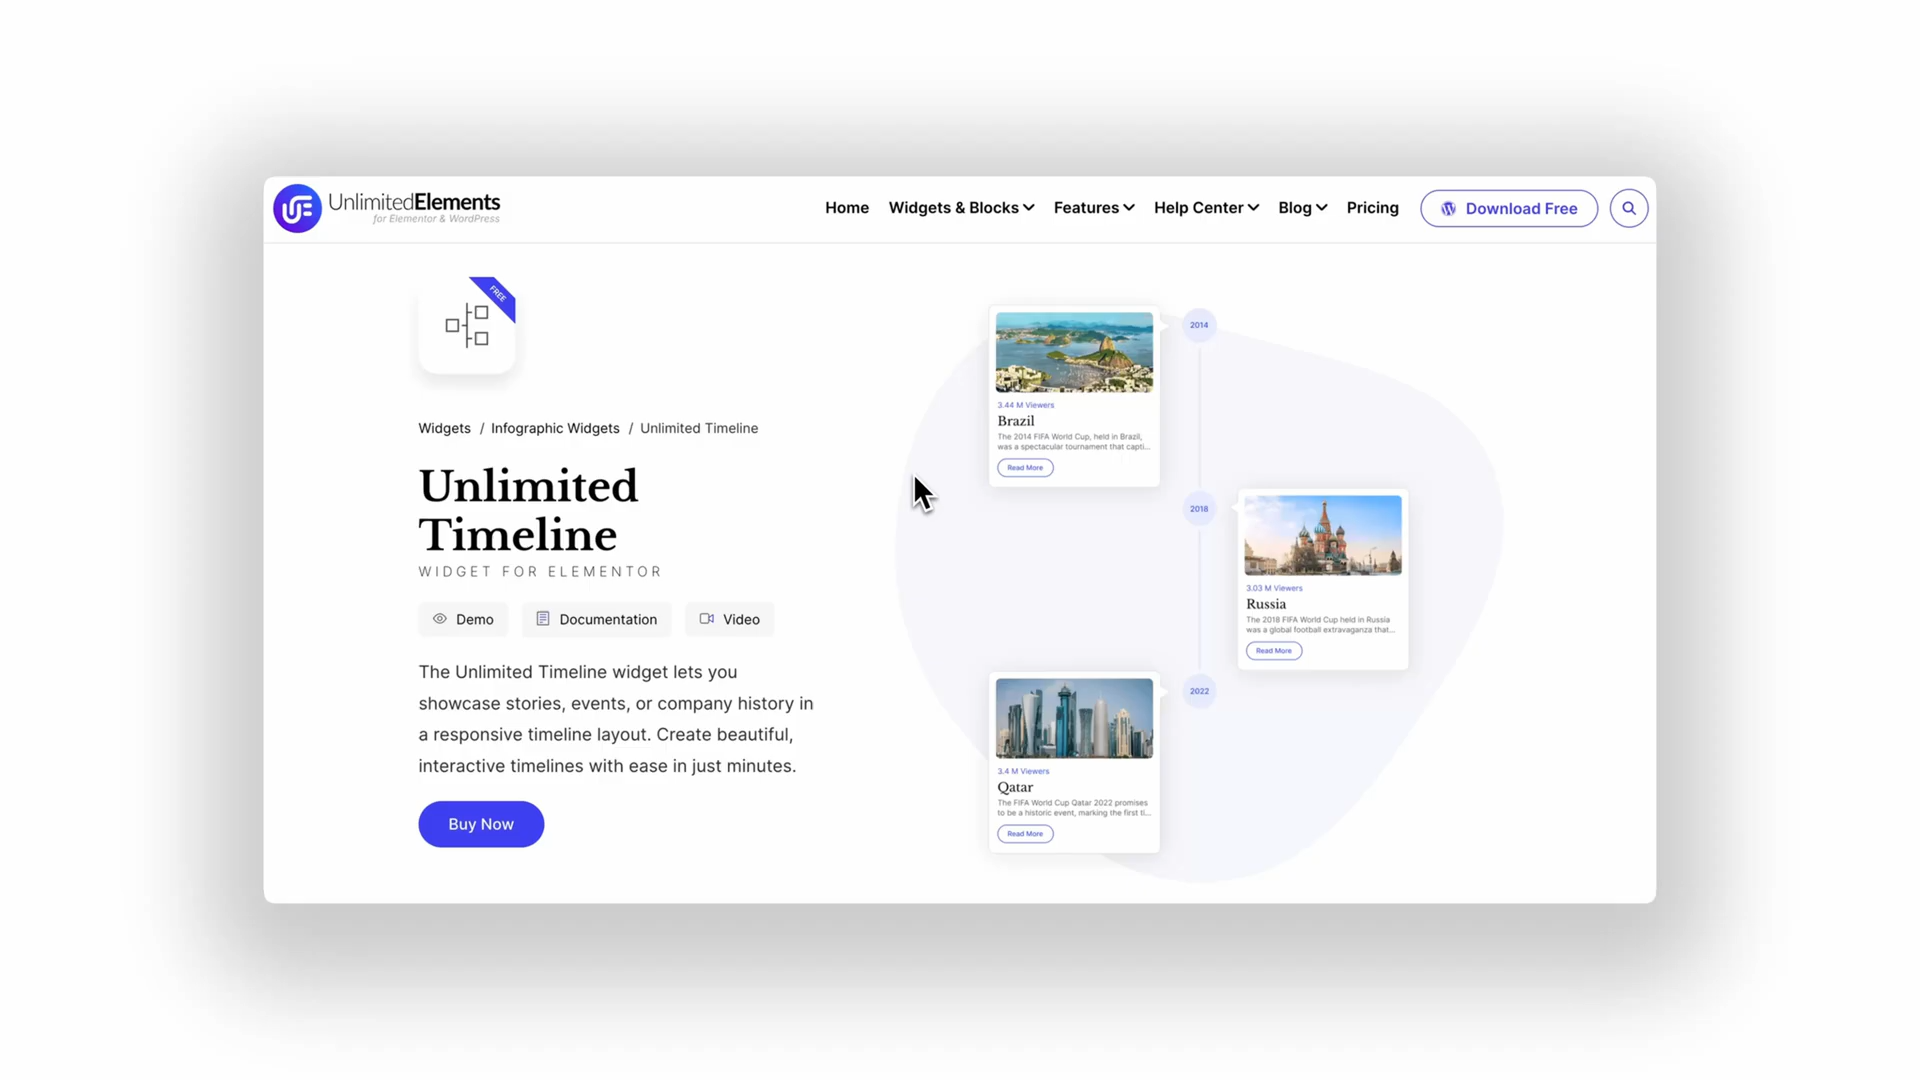 UnlimitedElements
for Elementor & WordPress
Home
Widgets & Blocks
Features
Help Center
Blog
Pricing
Download Free
FREE
Widgets / Infographic Widgets / Unlimited Timeline
Unlimited
Timeline
WIDGET FOR ELEMENTOR
Demo
Documentation
Video
The Unlimited Timeline widget lets you
showcase stories, events, or company history in
a responsive timeline layout. Create beautiful,
interactive timelines with ease in just minutes.
Buy Now
2014
3.44 M Viewers
Brazil
The 2014 FIFA World Cup, held in Brazil,
was a spectacular tournament that capti...
Read More
2018
3.03 M Viewers
Russia
The 2018 FIFA World Cup held in Russia
was a global football extravaganza that...
Read More
2022
3.4 M Viewers
Qatar
The FIFA World Cup Qatar 2022 promises
to be a historic event, marking the first ti...
Read More